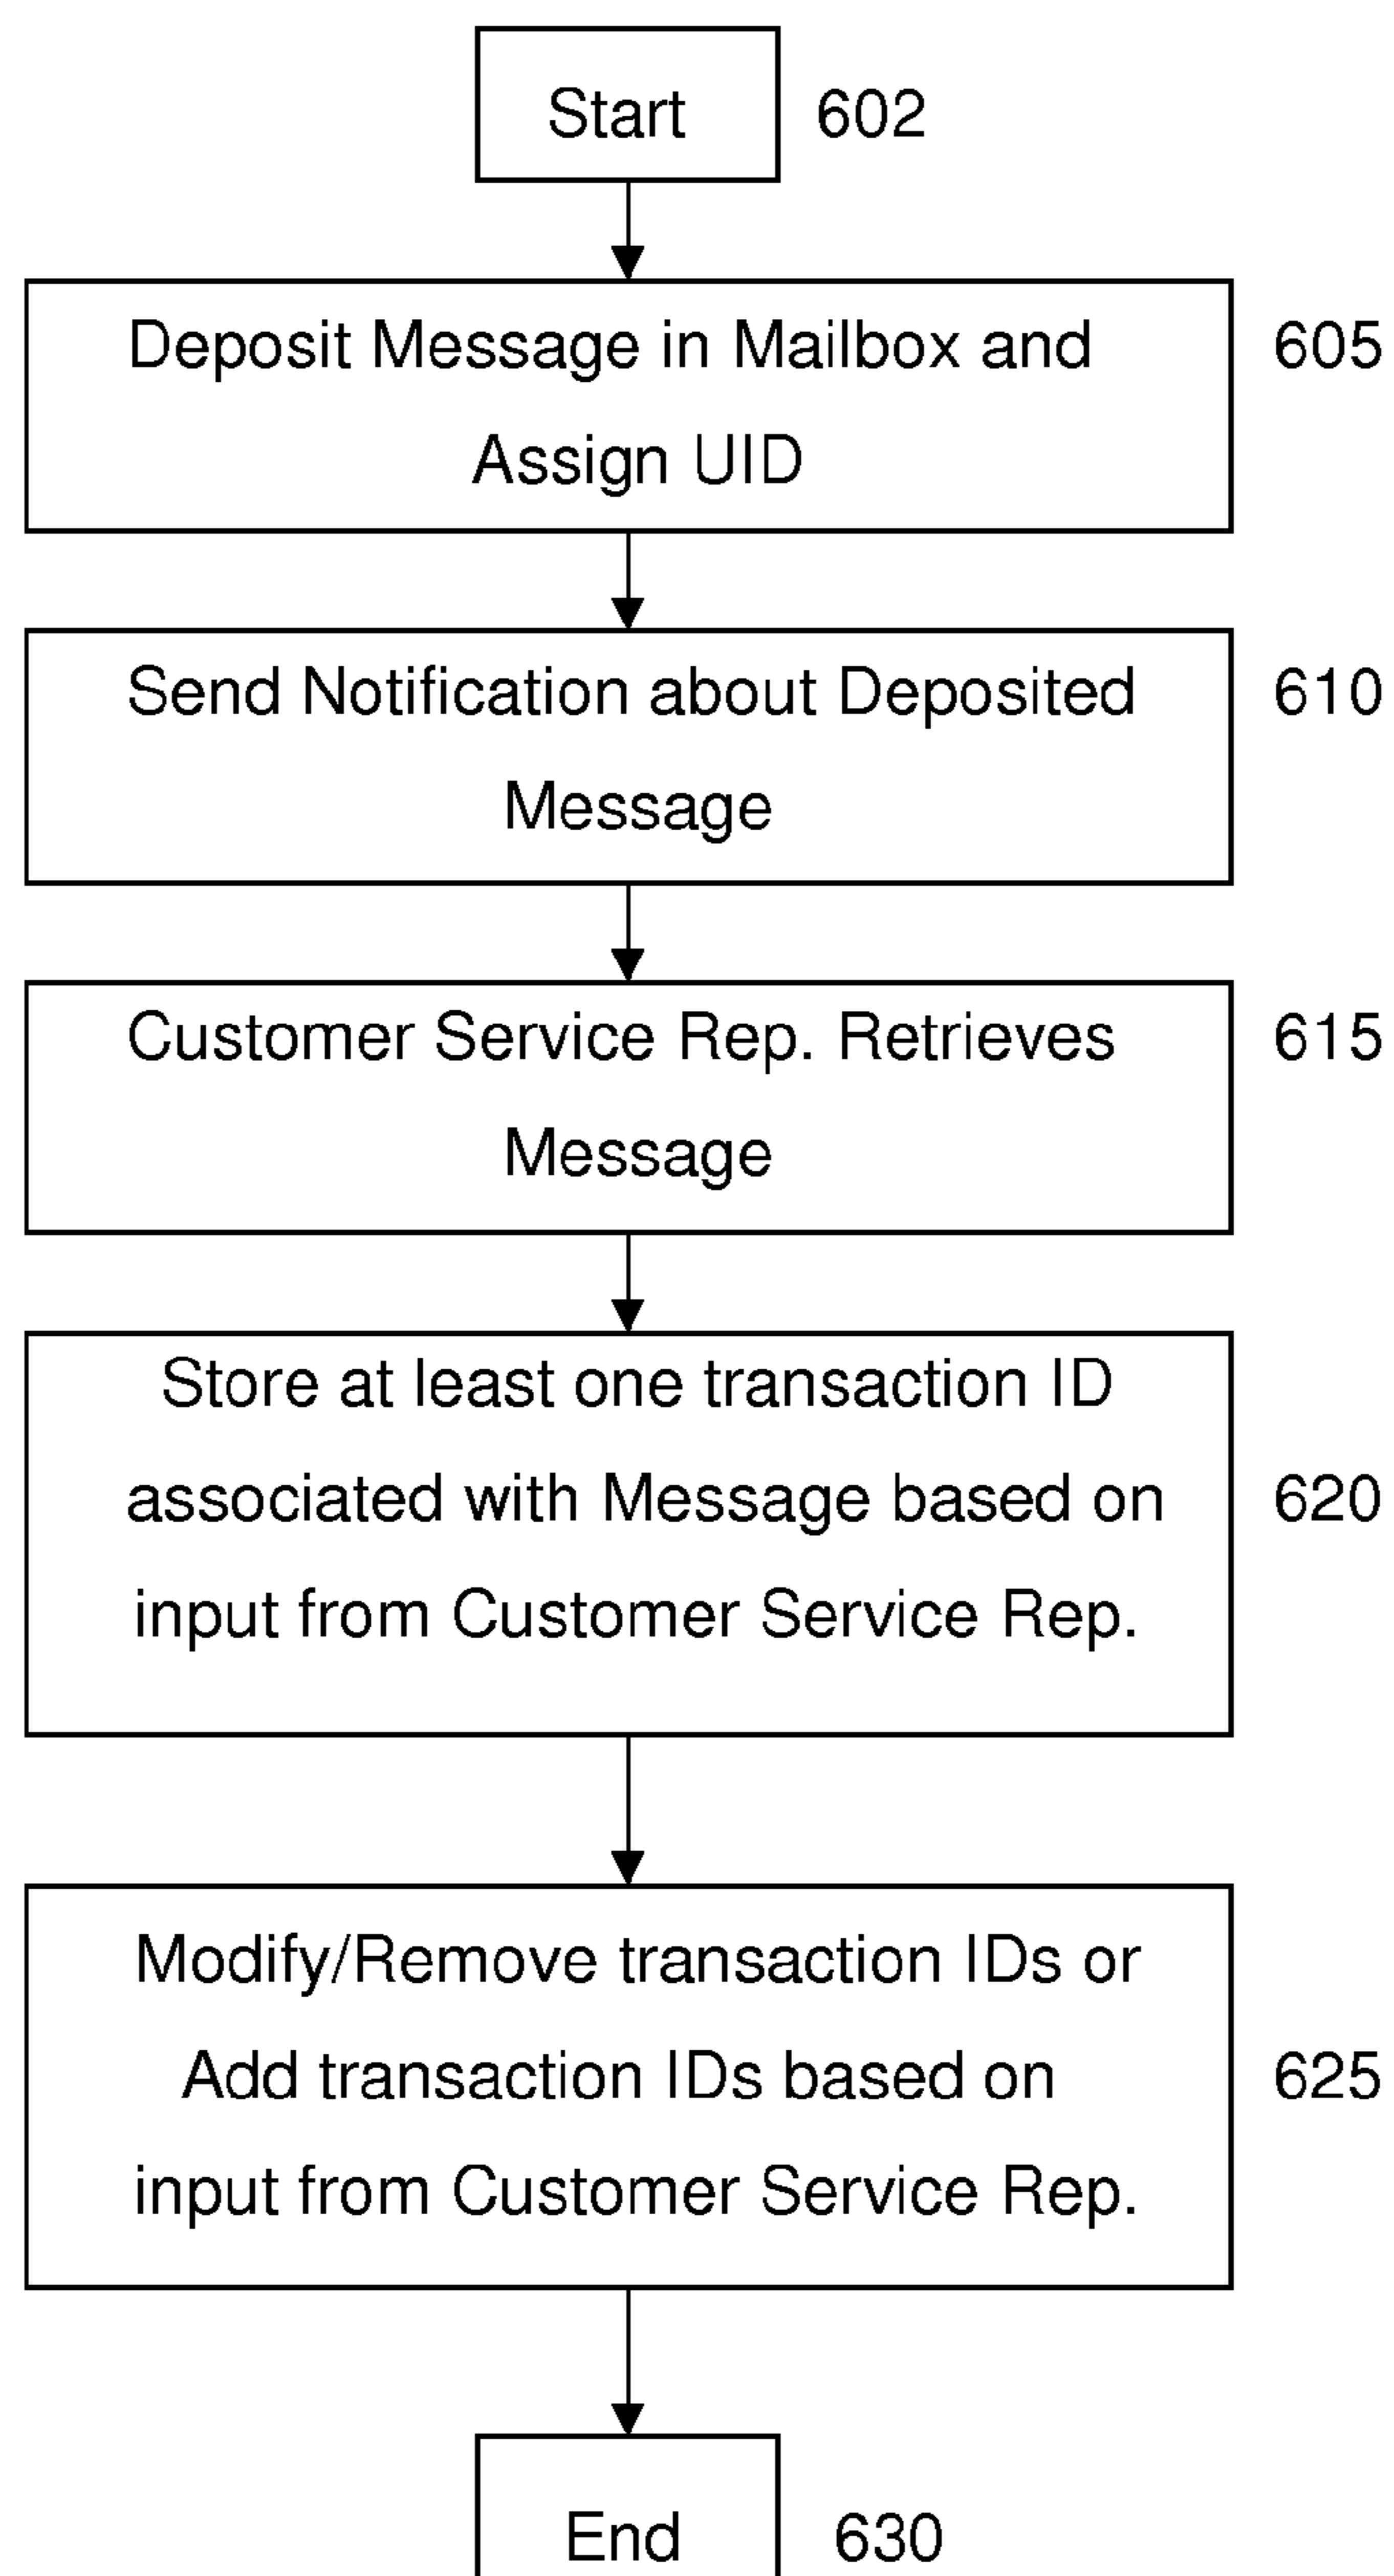 Start 602
Deposit Message in Mailbox and 605
Assign UID
Send Notification about Deposited 610
Message
Customer Service Rep. Retrieves 615
Message
Store at least one transaction ID
associated with Message based on 620
input from Customer Service Rep.
Modify/Remove transaction IDs or
Add transaction IDs based on 625
input from Customer Service Rep.
End 630